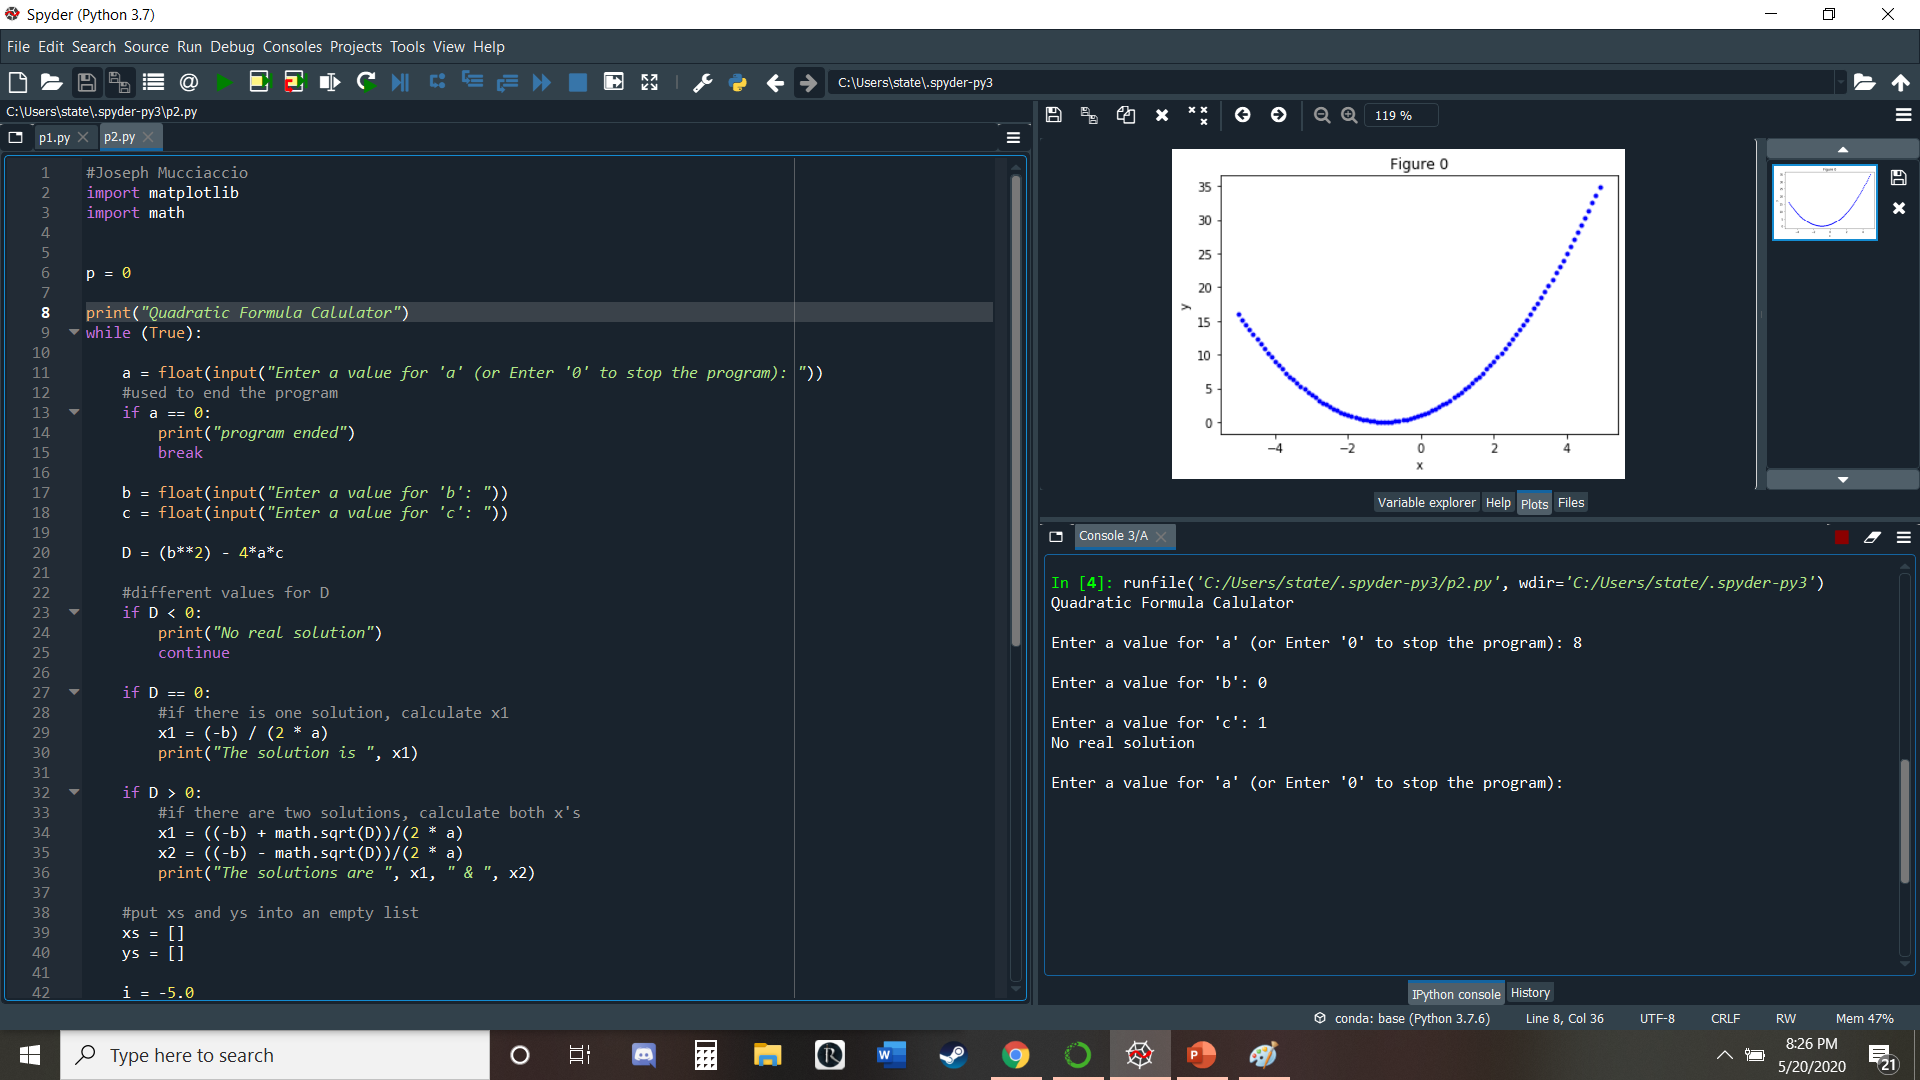 Spyder (Python 3.7)
File Edit Search Source Run Debug Consoles Projects Tools View Help
C:\Users\state\.spyder-py3
C:\Users\state\.spyder-py3\p2.py
p1.py p2.py
1 #Joseph Mucciaccio
2 import matplotlib
3 import math
4
5
6 p = 0
7
8 print("Quadratic Formula Calulator")
9 while (True):
10
11 a = float(input("Enter a value for 'a' (or Enter '0' to stop the program): "))
12 #used to end the program
13 if a == 0:
14 print("program ended")
15 break
16
17 b = float(input("Enter a value for 'b': "))
18 c = float(input("Enter a value for 'c': "))
19
20 D = (b**2) - 4*a*c
21
22 #different values for D
23 if D < 0:
24 print("No real solution")
25 continue
26
27 if D == 0:
28 #if there is one solution, calculate x1
29 x1 = (-b) / (2 * a)
30 print("The solution is ", x1)
31
32 if D > 0:
33 #if there are two solutions, calculate both x's
34 x1 = ((-b) + math.sqrt(D))/(2 * a)
35 x2 = ((-b) - math.sqrt(D))/(2 * a)
36 print("The solutions are ", x1, " & ", x2)
37
38 #put xs and ys into an empty list
39 xs = []
40 ys = []
41
42 i = -5.0
119 %
Figure 0
35
30
25
20
15
10
5
0
y
−4 −2 0 2 4
x
Variable explorer Help Plots Files
Console 3/A
In [4]: runfile('C:/Users/state/.spyder-py3/p2.py', wdir='C:/Users/state/.spyder-py3')
Quadratic Formula Calulator
Enter a value for 'a' (or Enter '0' to stop the program): 8
Enter a value for 'b': 0
Enter a value for 'c': 1
No real solution
Enter a value for 'a' (or Enter '0' to stop the program):
IPython console History
conda: base (Python 3.7.6) Line 8, Col 36 UTF-8 CRLF RW Mem 47%
Type here to search
8:26 PM
5/20/2020
21